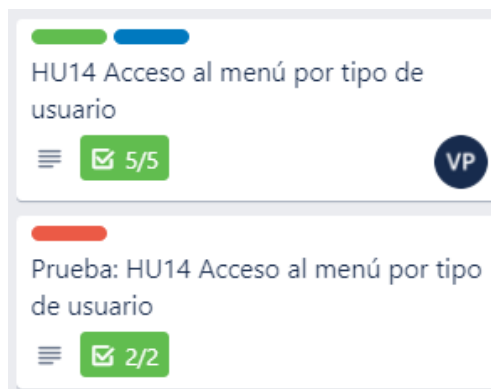 HU14 Acceso al menú por tipo de
usuario
5/5
VP
Prueba: HU14 Acceso al menú por tipo
de usuario
2/2